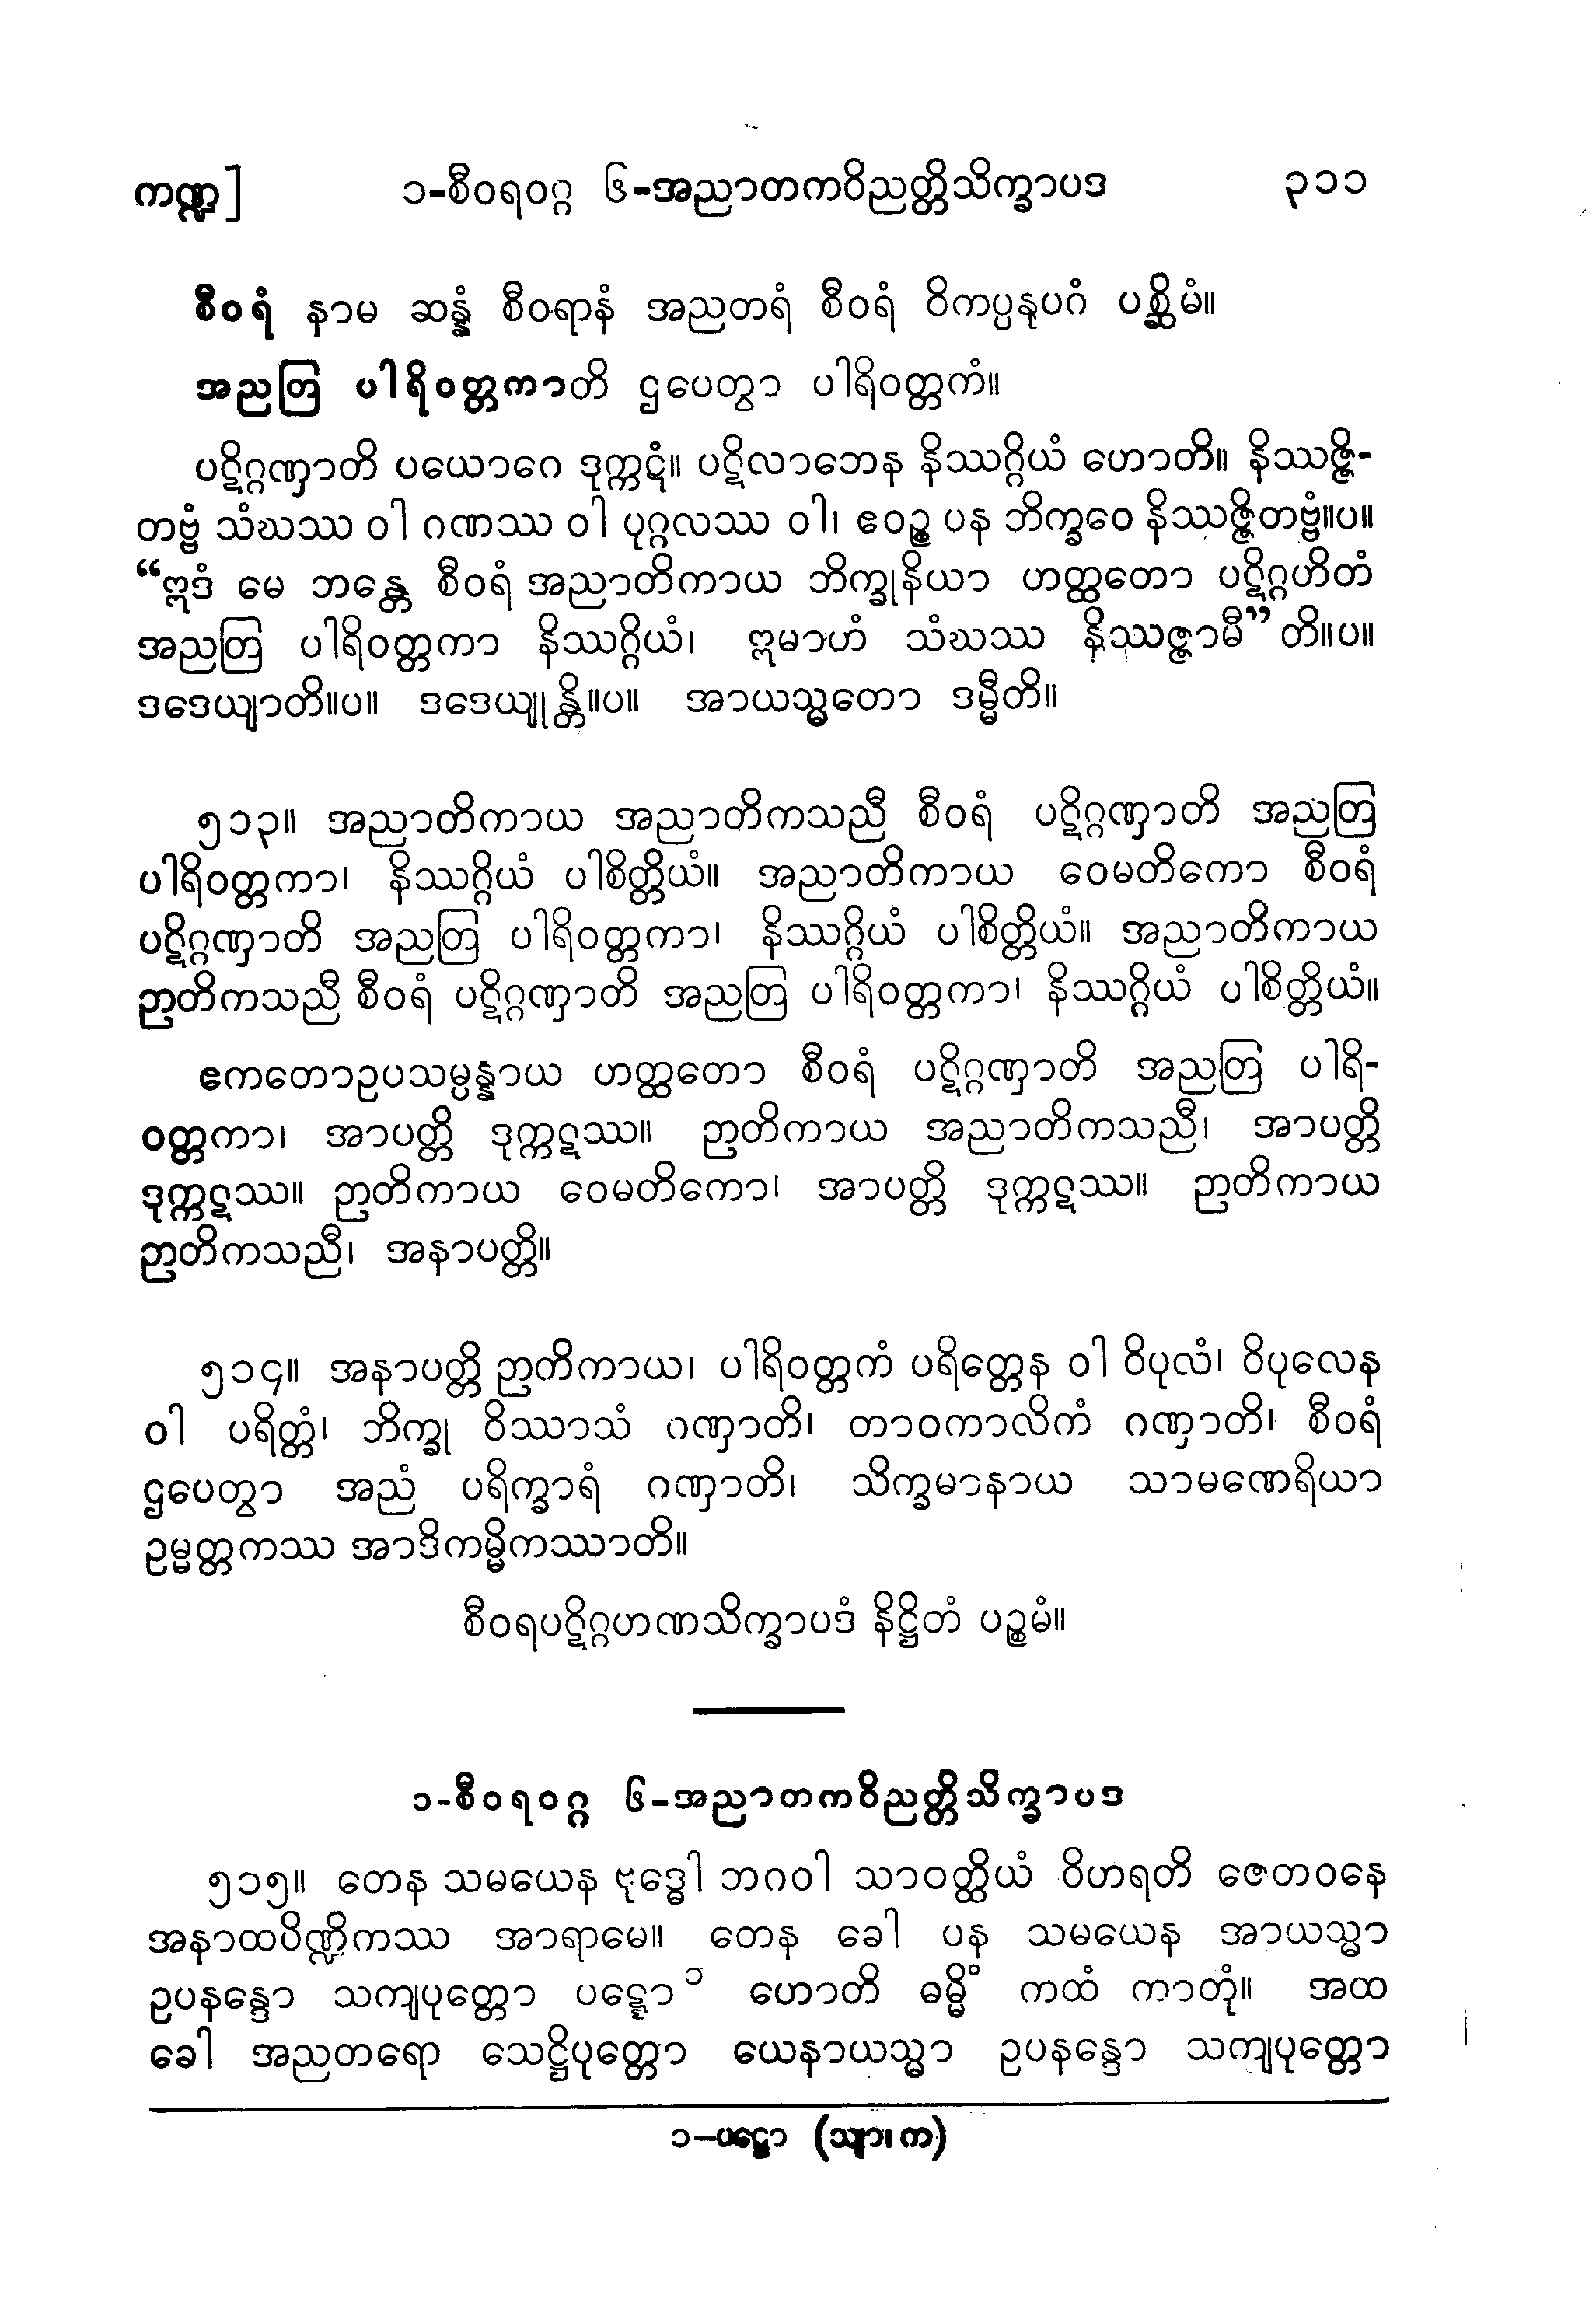 ကဏ္ဍ]	၁-စီဝရဝဂ္ဂ ၆-အညာတကဝိညတ္တိသိက္ခာပဒ	၃၁၁
စီဝရံ နာမ ဆန္နံ စီဝရာနံ အညတရံ စီဝရံ ဝိကပ္ပနုပဂံ ပစ္ဆိမံ။
အညတြ ပါရိဝတ္တကာတိ ဌပေတွာ ပါရိဝတ္တကံ။
ပဋိဂ္ဂဏှာတိ ပယောဂေ ဒုက္ကဋံ။ ပဋိလာဘေန နိဿဂ္ဂိယံ ဟောတိ။ နိဿဇ္ဇိ-
တဗ္ဗံ သံဃဿ ဝါ ဂဏဿ ဝါ ပုဂ္ဂလဿ ဝါ၊ ဧဝဉ္စ ပန ဘိက္ခဝေ နိဿဇ္ဇိတဗ္ဗံ။ပ။
“ဣဒံ မေ ဘန္တေ စီဝရံ အညာတိကာယ ဘိက္ခုနိယာ ဟတ္ထတော ပဋိဂ္ဂဟိတံ
အညတြ ပါရိဝတ္တကာ နိဿဂ္ဂိယံ၊ ဣမာဟံ သံဃဿ နိဿဇ္ဇာမီ” တိ။ပ။
ဒဒေယျာတိ။ပ။ ဒဒေယျုန္တိ။ပ။ အာယသ္မတော ဒမ္မီတိ။
၅၁၃။ အညာတိကာယ အညာတိကသညီ စီဝရံ ပဋိဂ္ဂဏှာတိ အညတြ
ပါရိဝတ္တကာ၊ နိဿဂ္ဂိယံ ပါစိတ္တိယံ။ အညာတိကာယ ဝေမတိကော စီဝရံ
ပဋိဂ္ဂဏှာတိ အညတြ ပါရိဝတ္တကာ၊ နိဿဂ္ဂိယံ ပါစိတ္တိယံ။ အညာတိကာယ
ဉာတိကသညီ စီဝရံ ပဋိဂ္ဂဏှာတိ အညတြ ပါရိဝတ္တကာ၊ နိဿဂ္ဂိယံ ပါစိတ္တိယံ။
ဧကတောဥပသမ္ပန္နာယ ဟတ္ထတော စီဝရံ ပဋိဂ္ဂဏှာတိ အညတြ ပါရိ-
ဝတ္တကာ၊ အာပတ္တိ ဒုက္ကဋဿ။ ဉာတိကာယ အညာတိကသညီ၊ အာပတ္တိ
ဒုက္ကဋဿ။ ဉာတိကာယ ဝေမတိကော၊ အာပတ္တိ ဒုက္ကဋဿ။ ဉာတိကာယ
ဉာတိကသညီ၊ အနာပတ္တိ။
၅၁၄။ အနာပတ္တိ ဉာတိကာယ၊ ပါရိဝတ္တကံ ပရိတ္တေန ဝါ ဝိပုလံ၊ ဝိပုလေန
ဝါ ပရိတ္တံ၊ ဘိက္ခု ဝိဿာသံ ဂဏှာတိ၊ တာဝကာလိကံ ဂဏှာတိ၊ စီဝရံ
ဌပေတွာ အညံ ပရိက္ခာရံ ဂဏှာတိ၊ သိက္ခမာနာယ သာမဏေရိယာ
ဥမ္မတ္တကဿ အာဒိကမ္မိကဿာတိ။
စီဝရပဋိဂ္ဂဟဏသိက္ခာပဒံ နိဋ္ဌိတံ ပဉ္စမံ။
၁-စီဝရဝဂ္ဂ ၆-အညာတကဝိညတ္တိသိက္ခာပဒ
၅၁၅။ တေန သမယေန ဗုဒ္ဓေါ ဘဂဝါ သာဝတ္ထိယံ ဝိဟရတိ ဇေတဝနေ
အနာထပိဏ္ဍိကဿ အာရာမေ။ တေန ခေါ ပန သမယေန အာယသ္မာ
ဥပနန္ဒော သကျပုတ္တော ပဋ္ဋော ၁ ဟောတိ ဓမ္မိံ ကထံ ကာတုံ။ အထ
ခေါ အညတရော သေဋ္ဌိပုတ္တော ယေနာယသ္မာ ဥပနန္ဒော သကျပုတ္တော
၁-ပဋ္ဌော (သျာ၊ က)